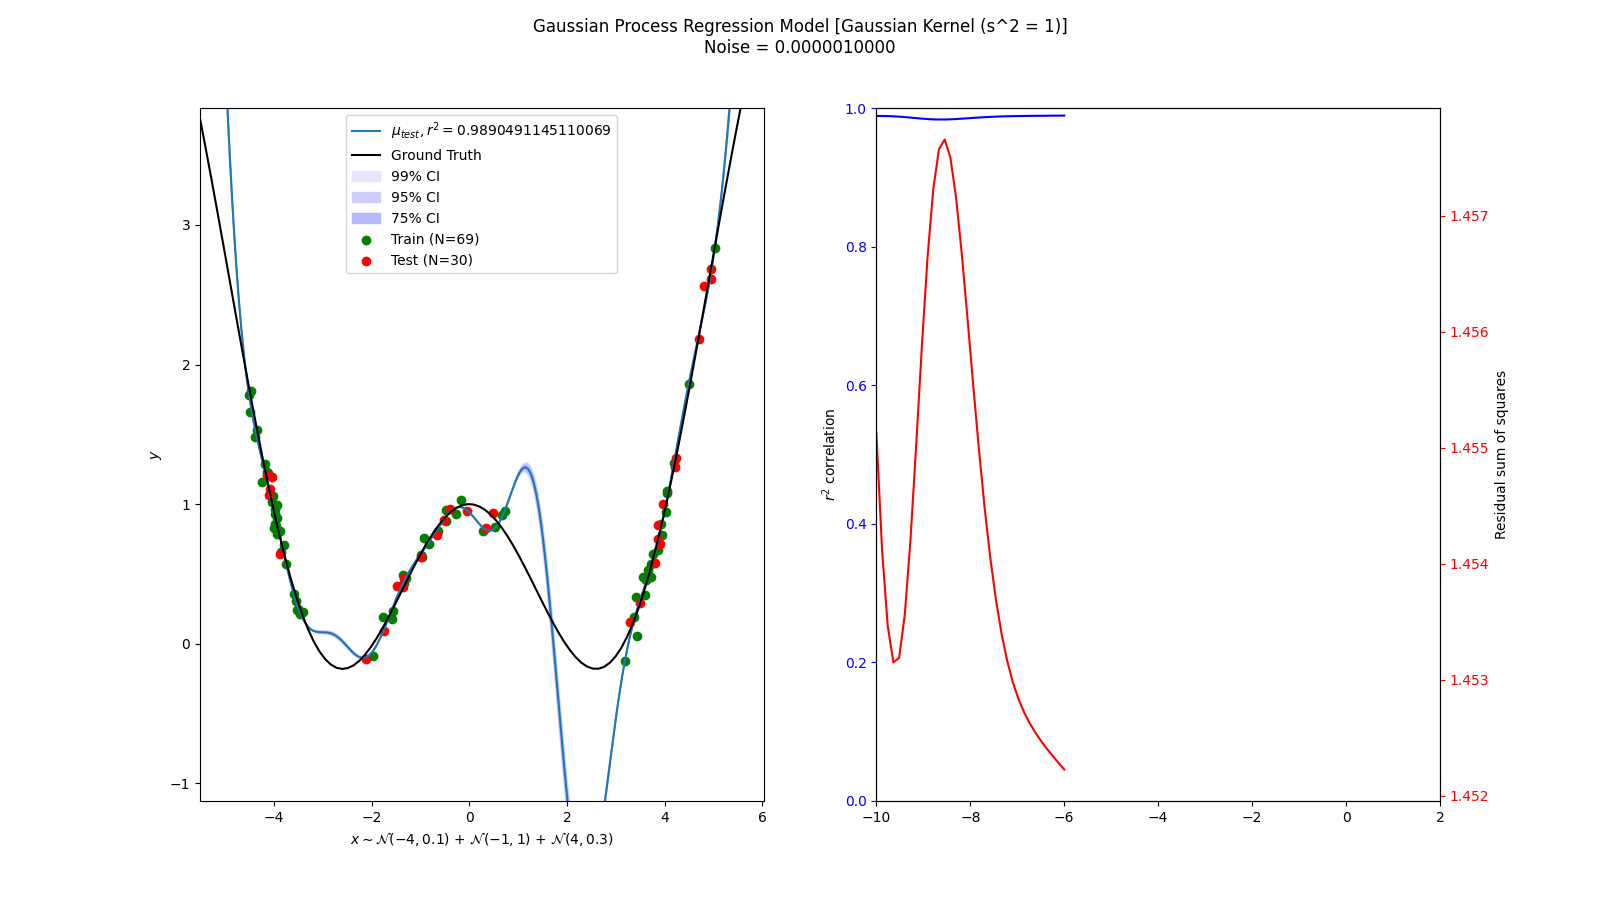 Gaussian Process Regression Model [Gaussian Kernel (s^2 = 1)]
Noise = 0.0000010000
μ_test, r² = 0.9890491145110069
Ground Truth
99% CI
95% CI
75% CI
Train (N=69)
Test (N=30)
y
3
2
1
0
−1
−4
−2
0
2
4
6
x ∼ 𝒩(−4, 0.1) + 𝒩(−1, 1) + 𝒩(4, 0.3)
r² correlation
1.0
0.8
0.6
0.4
0.2
0.0
−10
−8
−6
−4
−2
0
2
1.457
1.456
1.455
1.454
1.453
1.452
Residual sum of squares